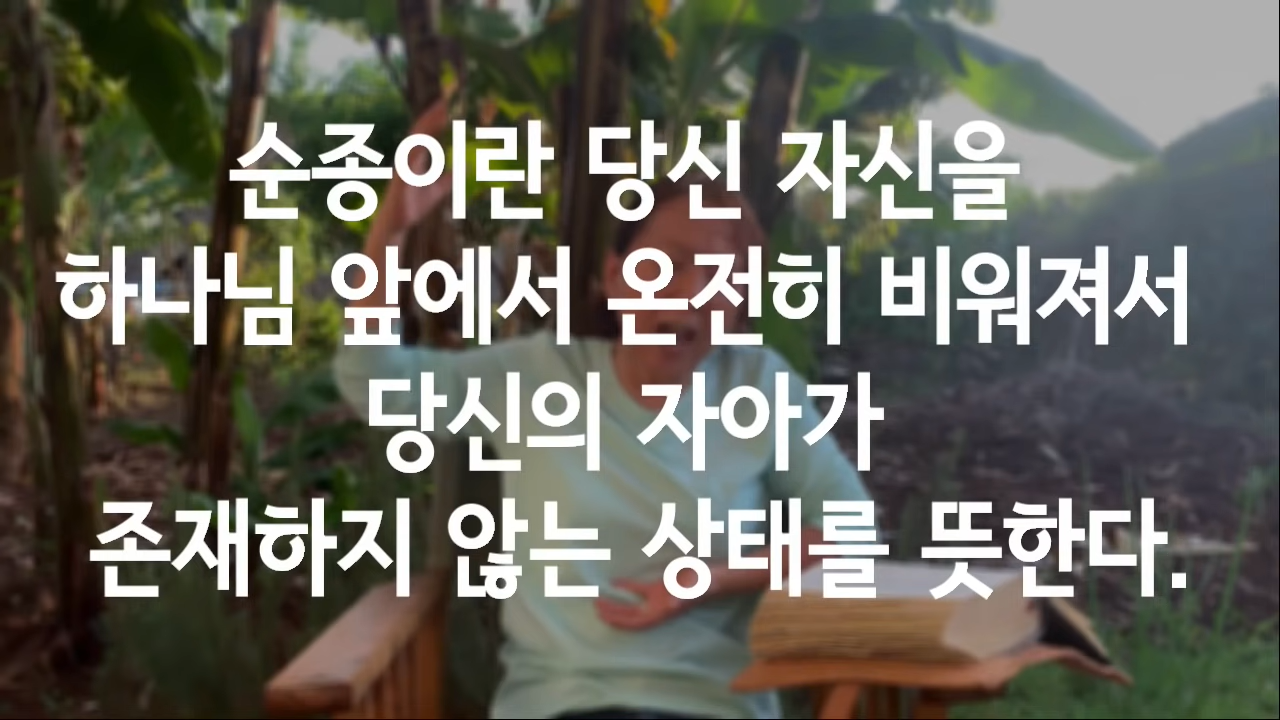 순종이란 당신 자신을
하나님 앞에서 온전히 비워져서
당신의 자아가
존재하지 않는 상태를 뜻한다.